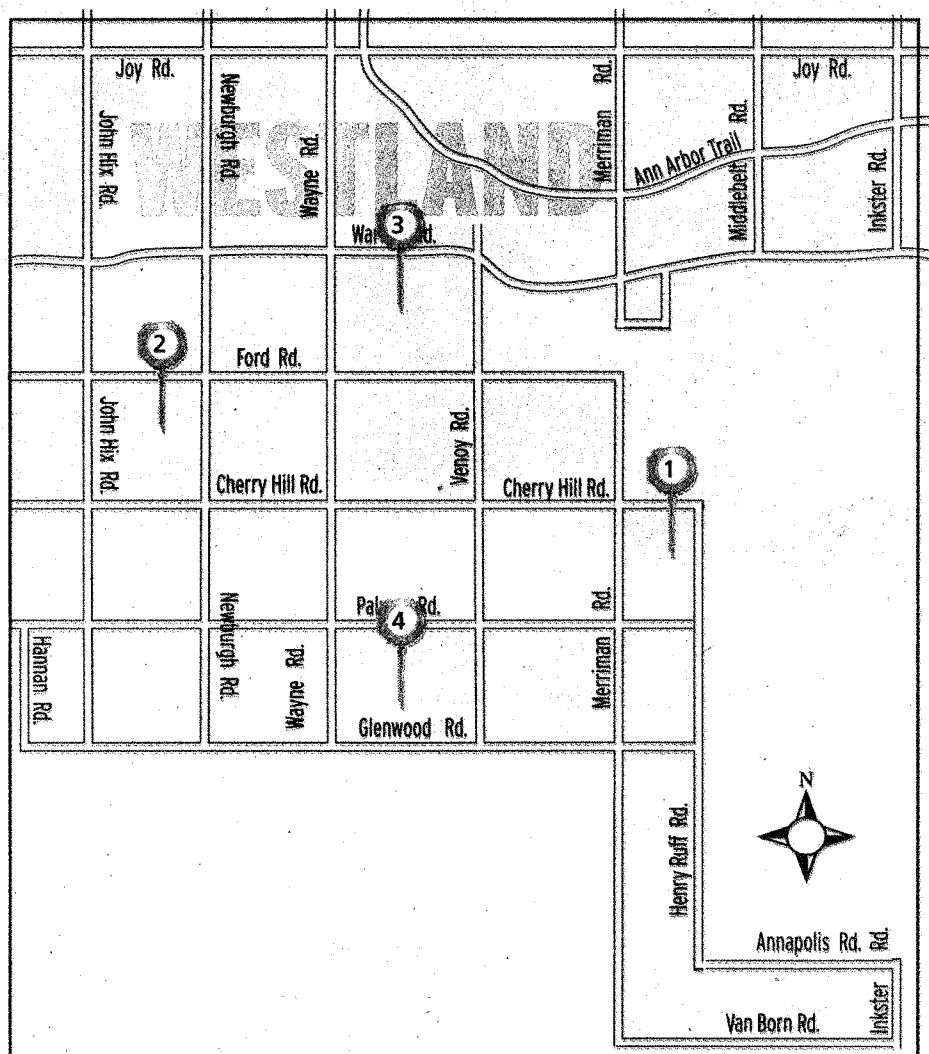 Joy Rd.
Joy Rd.
WESTLAND
John Hix Rd.
Newburgh Rd.
Wayne Rd.
Merriman Rd.
Ann Arbor Trail
Middlebelt Rd.
Inkster Rd.
3
Rd.
2
Ford Rd.
John Hix Rd.
Cherry Hill Rd.
Venoy Rd.
Cherry Hill Rd.
1
Rd.
4
Hannan Rd.
Newburgh Rd.
Wayne Rd.
Merriman Rd.
Glenwood Rd.
N
Henry Ruff Rd.
Annapolis Rd.
Inkster Rd.
Van Born Rd.